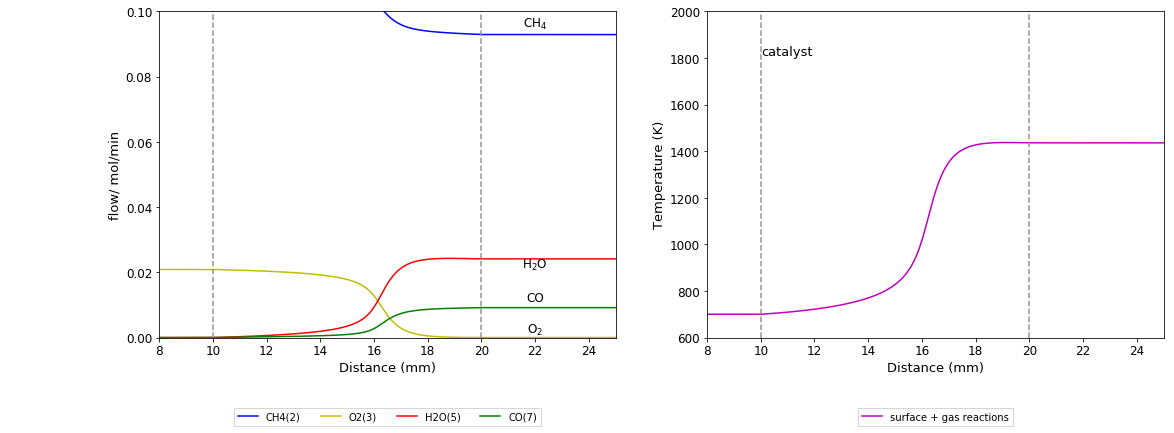 0.10
0.08
0.06
0.04
0.02
0.00
flow/ mol/min
8 10 12 14 16 18 20 22 24
Distance (mm)
CH₄
H₂O
CO
O₂
CH4(2) O2(3) H2O(5) CO(7)
2000
1800
1600
1400
1200
1000
800
600
Temperature (K)
catalyst
8 10 12 14 16 18 20 22 24
Distance (mm)
surface + gas reactions